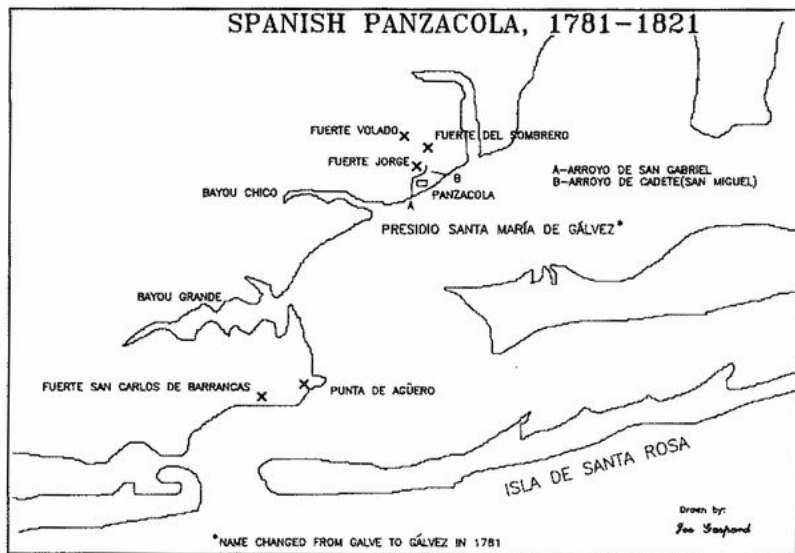 SPANISH PANZACOLA, 1781–1821
FUERTE VOLADO
FUERTE DEL SOMBRERO
FUERTE JORGE
A–ARROYO DE SAN GABRIEL
B–ARROYO DE CADETE(SAN MIGUEL)
B
BAYOU CHICO
PANZACOLA
A
PRESIDIO SANTA MARÍA DE GÁLVEZ*
BAYOU GRANDE
FUERTE SAN CARLOS DE BARRANCAS
PUNTA DE AGÜERO
ISLA DE SANTA ROSA
Drawn by:
Joe Gaspard
*NAME CHANGED FROM GALVE TO GÁLVEZ IN 1781